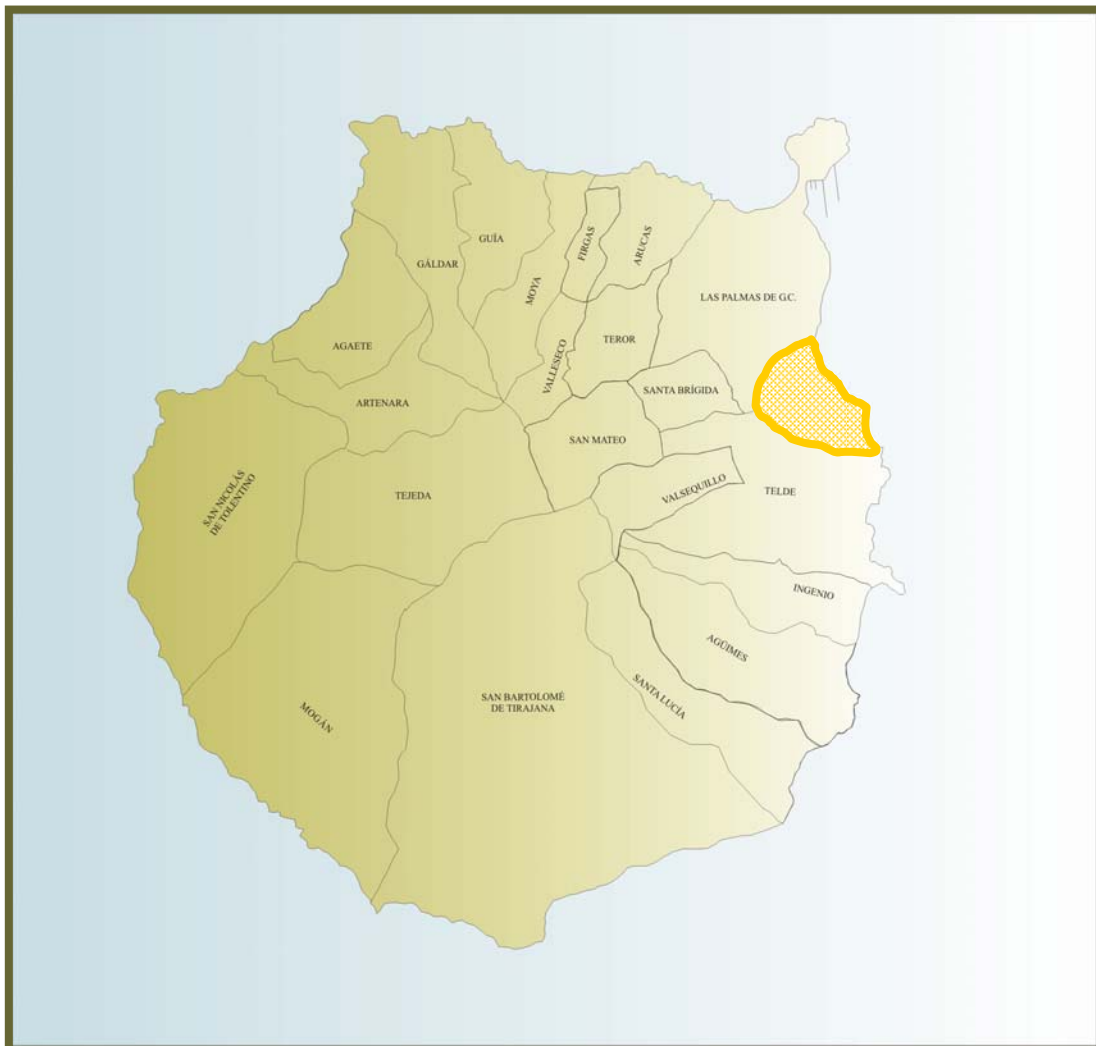 GUÍA
GÁLDAR
MOYA
FIRGAS
ARUCAS
LAS PALMAS DE G.C.
AGAETE
VALLESECO
TEROR
SANTA BRÍGIDA
ARTENARA
SAN MATEO
SAN NICOLÁS
DE TOLENTINO
TEJEDA
VALSEQUILLO
TELDE
INGENIO
AGÜIMES
MOGÁN
SAN BARTOLOMÉ
DE TIRAJANA
SANTA LUCÍA